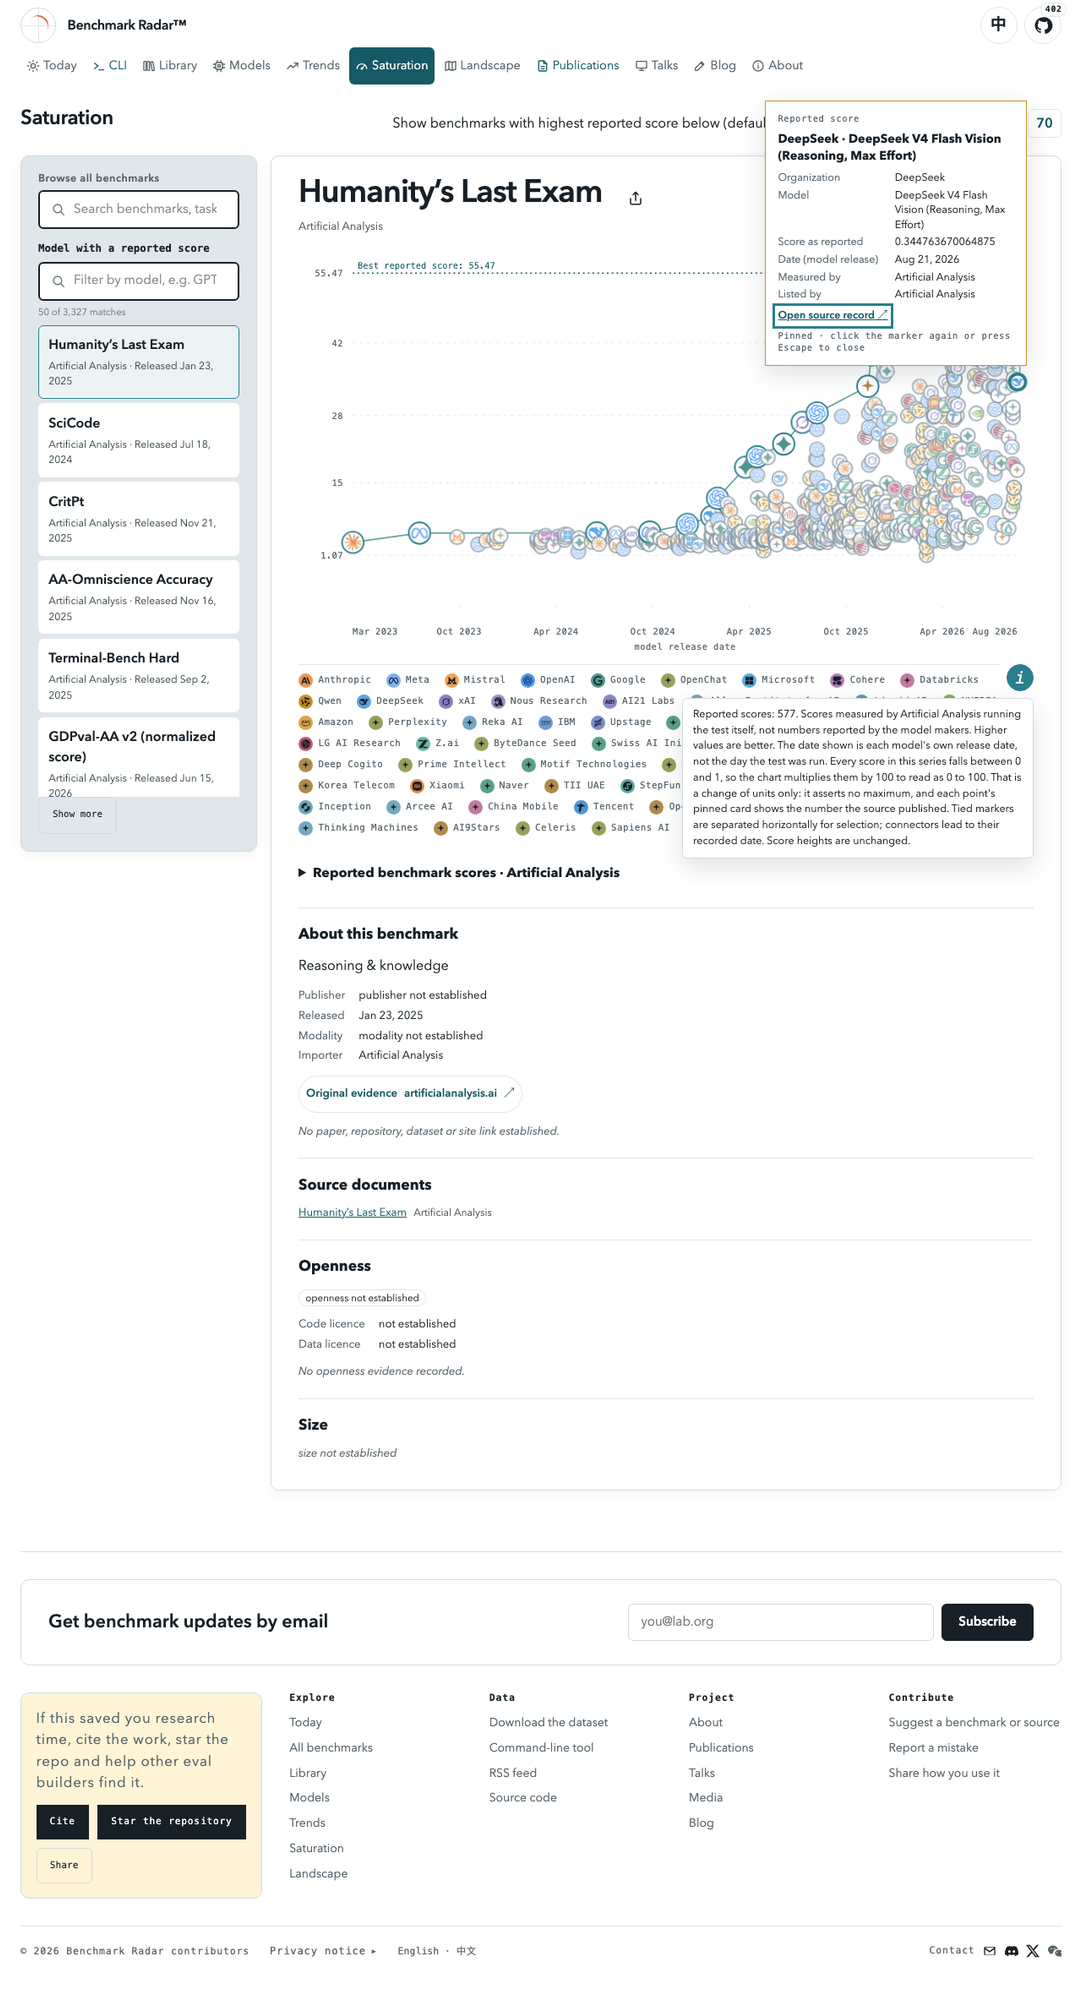 Benchmark Radar™
中
402
Today
CLI
Library
Models
Trends
Saturation
Landscape
Publications
Talks
Blog
About
Saturation
Show benchmarks with highest reported score below
70
Browse all benchmarks
Search benchmarks, task
Model with a reported score
Filter by model, e.g. GPT
50 of 3,327 matches
Humanity's Last Exam
Artificial Analysis · Released Jan 23,
2025
SciCode
Artificial Analysis · Released Jul 18,
2024
CritPt
Artificial Analysis · Released Nov 21,
2025
AA-Omniscience Accuracy
Artificial Analysis · Released Nov 16,
2025
Terminal-Bench Hard
Artificial Analysis · Released Sep 2,
2025
GDPval-AA v2 (normalized
score)
Artificial Analysis · Released Jun 15,
2026
Show more
Humanity's Last Exam
Artificial Analysis
Best reported score: 55.47
55.47
42
28
15
1.07
Mar 2023
Oct 2023
Apr 2024
Oct 2024
Apr 2025
Oct 2025
Apr 2026
Aug 2026
model release date
Reported score
DeepSeek · DeepSeek V4 Flash Vision
(Reasoning, Max Effort)
Organization DeepSeek
Model DeepSeek V4 Flash
Vision (Reasoning, Max
Effort)
Score as reported 0.344763670064875
Date (model release) Aug 21, 2026
Measured by Artificial Analysis
Listed by Artificial Analysis
Open source record ↗
Pinned · click the marker again or press
Escape to close
Anthropic Meta Mistral OpenAI Google OpenChat Microsoft Cohere Databricks
Qwen DeepSeek xAI Nous Research AI21 Labs
Amazon Perplexity Reka AI IBM Upstage
LG AI Research Z.ai ByteDance Seed Swiss AI
Deep Cogito Prime Intellect Motif Technologies
Korea Telecom Xiaomi Naver TII UAE StepFun
Inception Arcee AI China Mobile Tencent
Thinking Machines AI9Stars Celeris Sapiens AI
i
Reported scores: 577. Scores measured by Artificial Analysis running
the test itself, not numbers reported by the model makers. Higher
values are better. The date shown is each model's own release date,
not the day the test was run. Every score in this series falls between 0
and 1, so the chart multiplies them by 100 to read as 0 to 100. That is
a change of units only: it asserts no maximum, and each point's
pinned card shows the number the source published. Tied markers
are separated horizontally for selection; connectors lead to their
recorded date. Score heights are unchanged.
▶ Reported benchmark scores · Artificial Analysis
About this benchmark
Reasoning & knowledge
Publisher publisher not established
Released Jan 23, 2025
Modality modality not established
Importer Artificial Analysis
Original evidence artificialanalysis.ai ↗
No paper, repository, dataset or site link established.
Source documents
Humanity's Last Exam Artificial Analysis
Openness
openness not established
Code licence not established
Data licence not established
No openness evidence recorded.
Size
size not established
Get benchmark updates by email
you@lab.org
Subscribe
If this saved you research
time, cite the work, star the
repo and help other eval
builders find it.
Cite
Star the repository
Share
Explore
Today
All benchmarks
Library
Models
Trends
Saturation
Landscape
Data
Download the dataset
Command-line tool
RSS feed
Source code
Project
About
Publications
Talks
Media
Blog
Contribute
Suggest a benchmark or source
Report a mistake
Share how you use it
© 2026 Benchmark Radar contributors
Privacy notice ▸
English · 中文
Contact